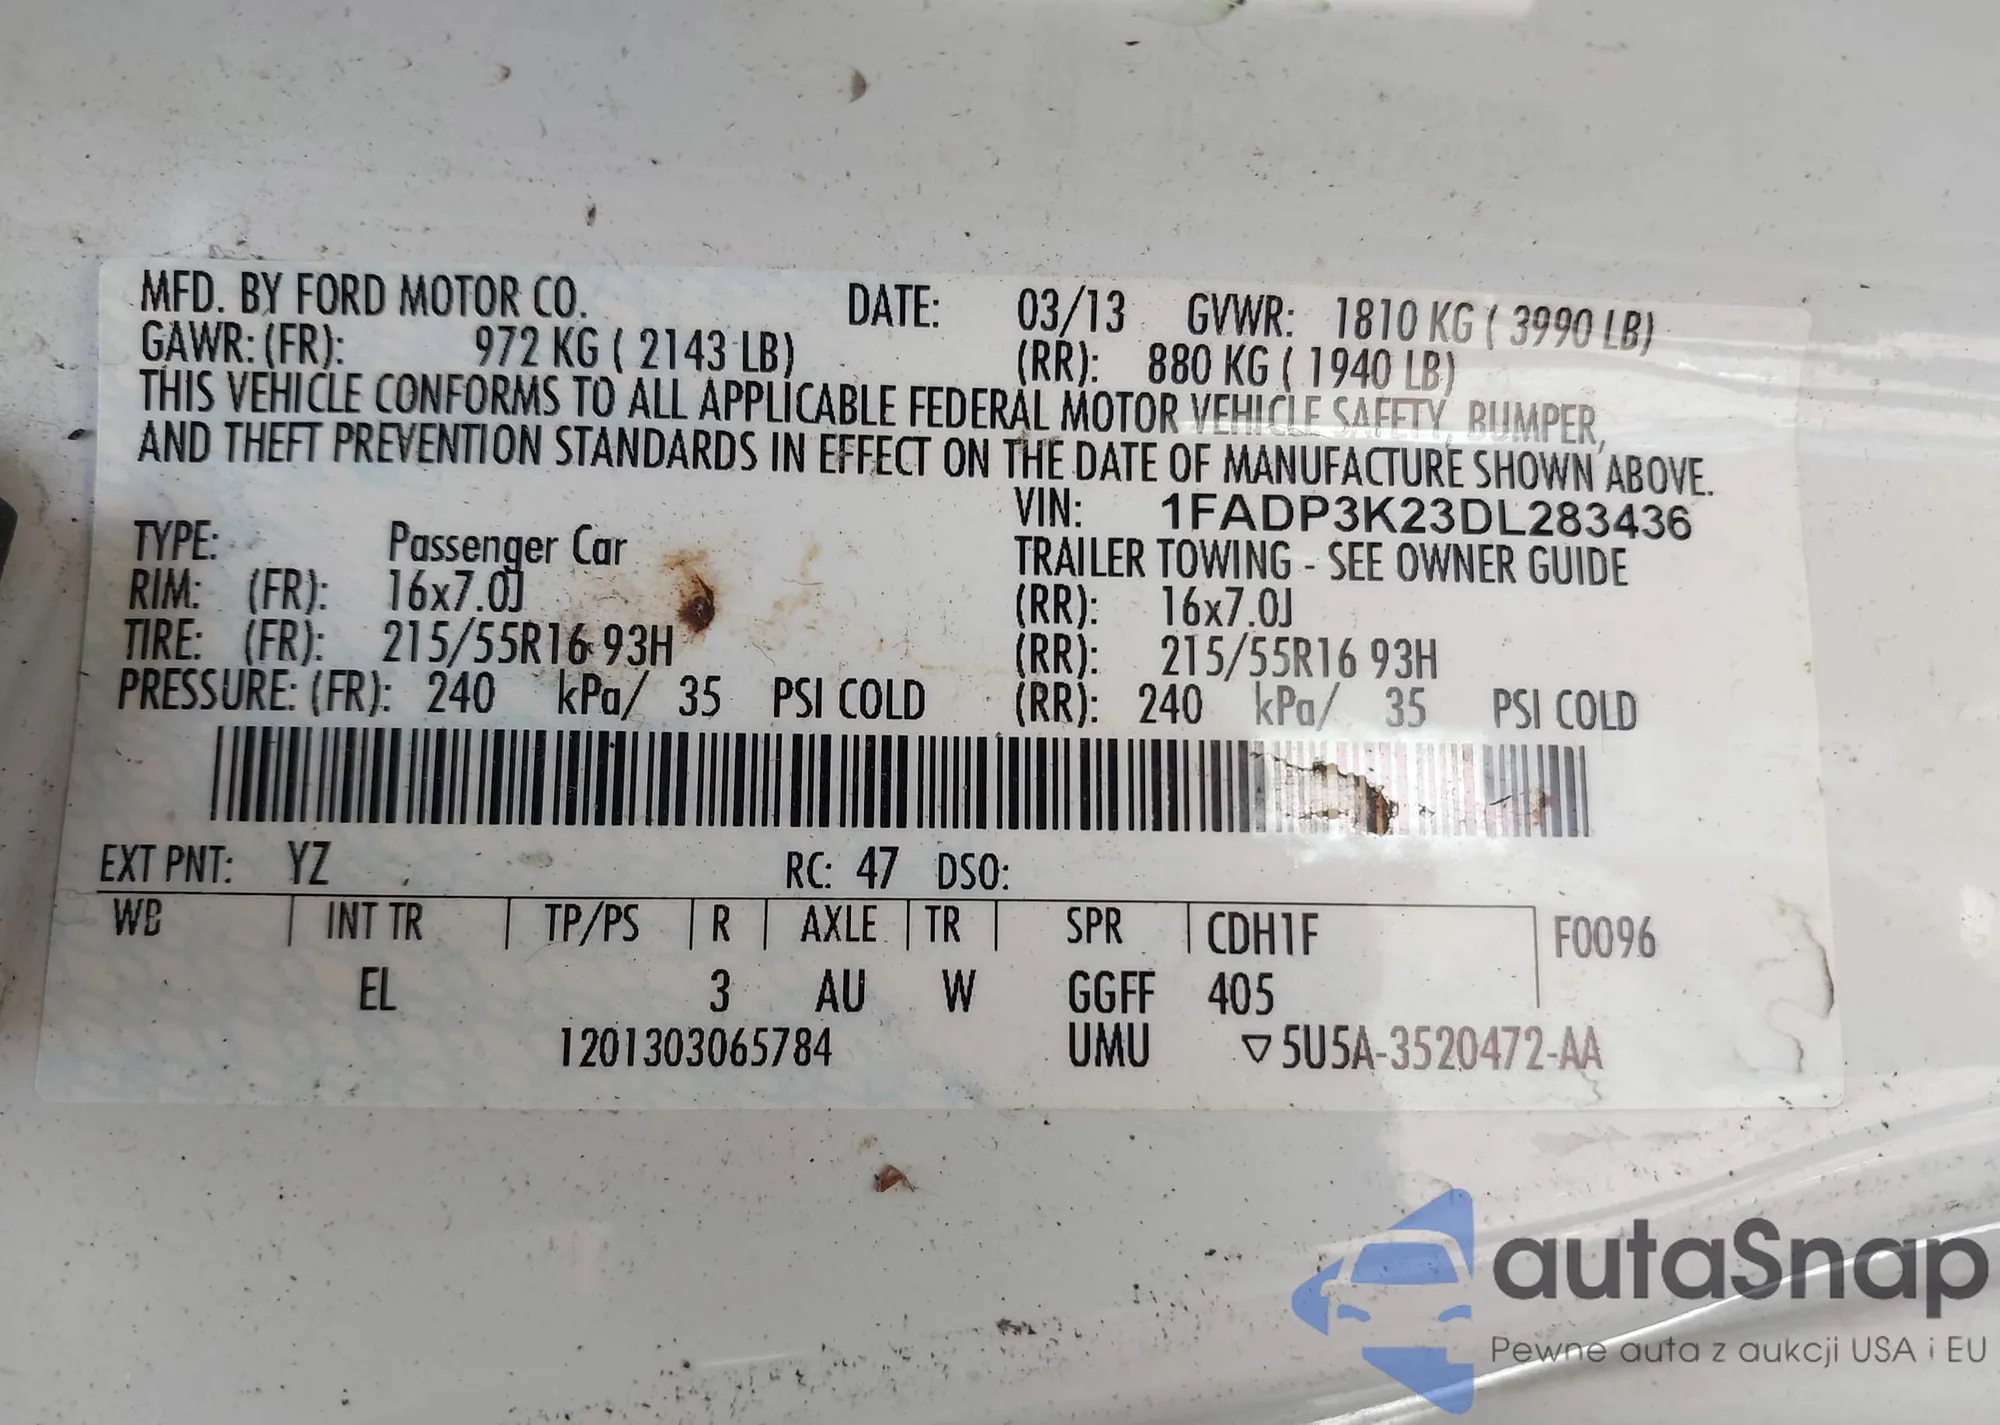 MFD. BY FORD MOTOR CO. DATE: 03/13 GVWR: 1810 KG ( 3990 LB)
GAWR: (FR): 972 KG ( 2143 LB) (RR): 880 KG ( 1940 LB)
THIS VEHICLE CONFORMS TO ALL APPLICABLE FEDERAL MOTOR VEHICLE SAFETY, BUMPER,
AND THEFT PREVENTION STANDARDS IN EFFECT ON THE DATE OF MANUFACTURE SHOWN ABOVE.
VIN: 1FADP3K23DL283436
TYPE: Passenger Car TRAILER TOWING - SEE OWNER GUIDE
RIM: (FR): 16x7.0J (RR): 16x7.0J
TIRE: (FR): 215/55R16 93H (RR): 215/55R16 93H
PRESSURE: (FR): 240 kPa/ 35 PSI COLD (RR): 240 kPa/ 35 PSI COLD
EXT PNT: YZ RC: 47 DSO:
WB INT TR TP/PS R AXLE TR SPR CDH1F F0096
EL 3 AU W GGFF 405
1201303065784 UMU ▽5U5A-3520472-AA
autaSnap
Pewne auta z aukcji USA i EU